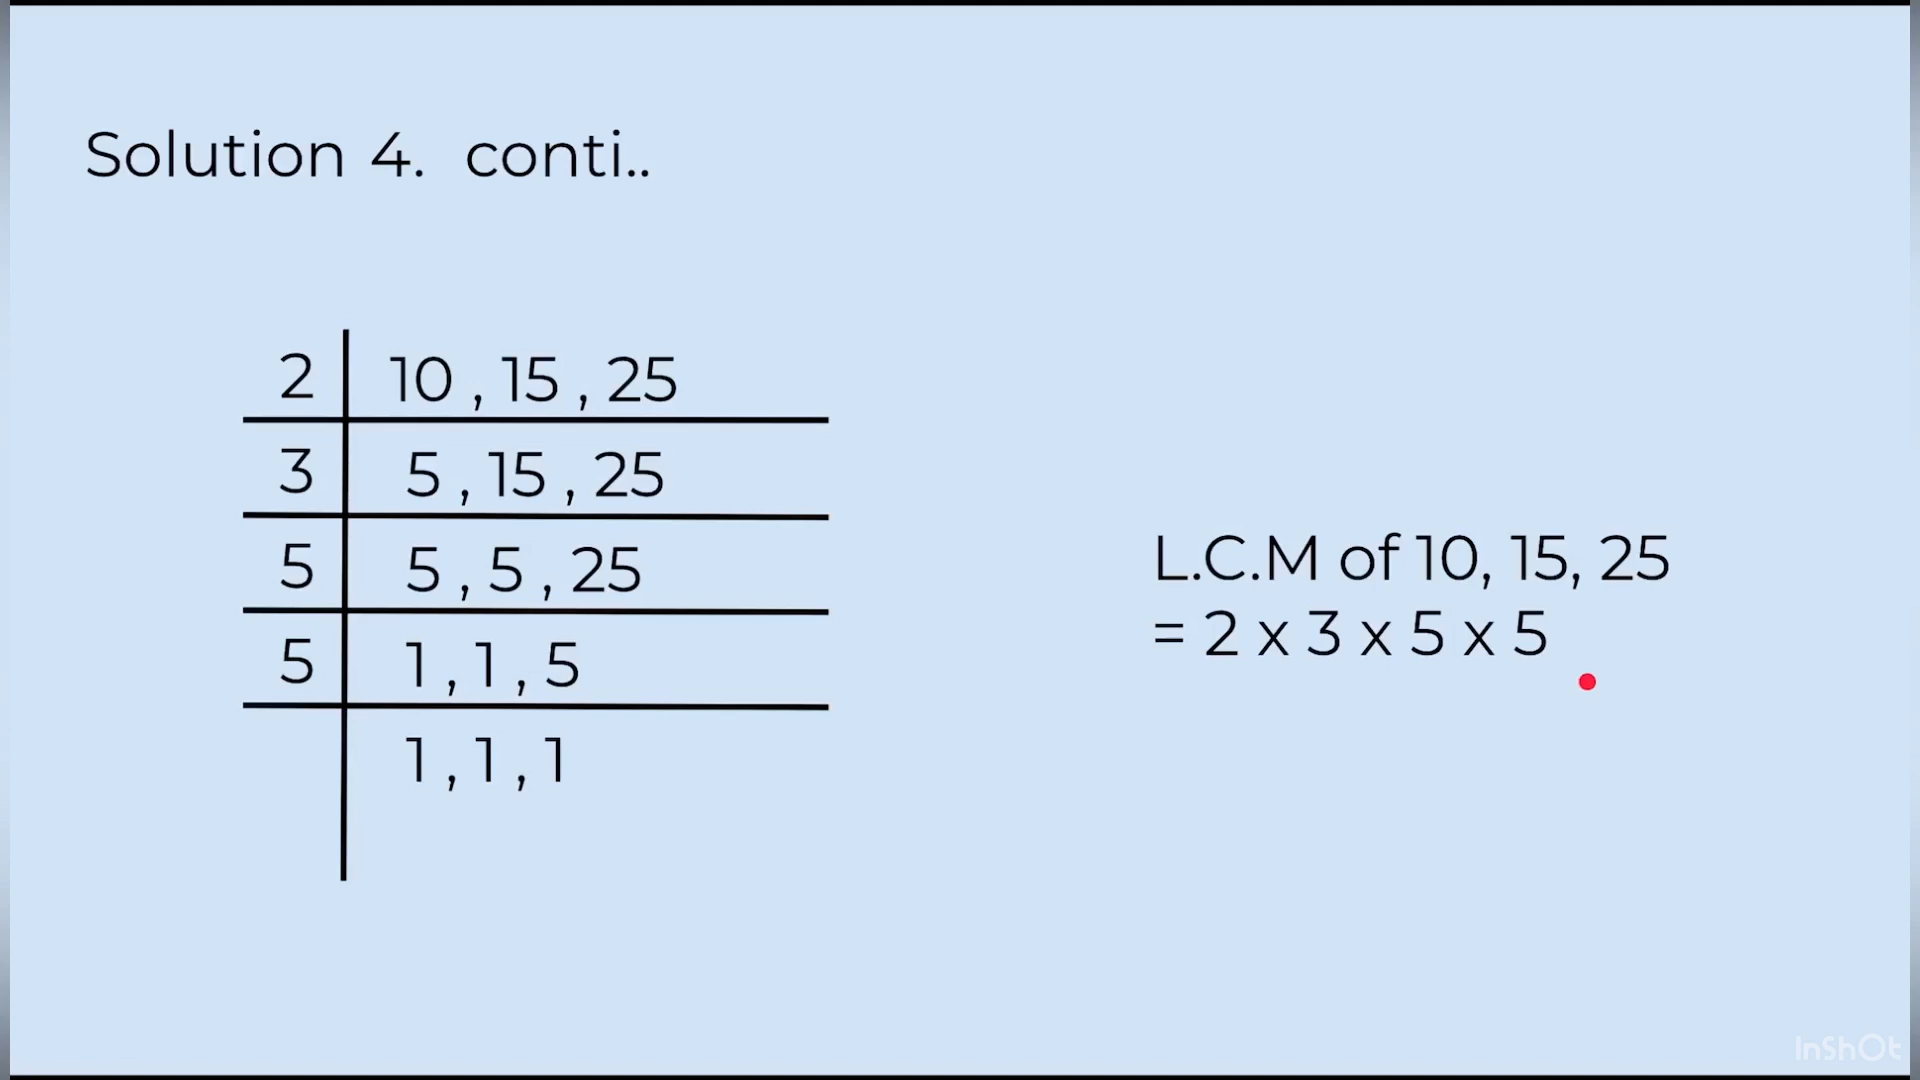 Solution 4. conti..
2 10 , 15 , 25
3 5 , 15 , 25
5 5 , 5 , 25
5 1 , 1 , 5
1 , 1 , 1
L.C.M of 10, 15, 25
= 2 x 3 x 5 x 5
InShOt